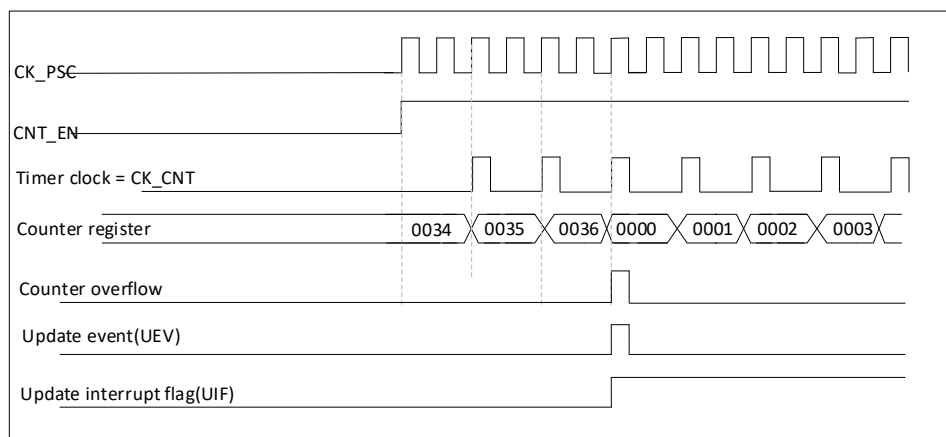 CK_PSC
CNT_EN
Timer clock = CK_CNT
Counter register 0034 0035 0036 0000 0001 0002 0003
Counter overflow
Update event(UEV)
Update interrupt flag(UIF)